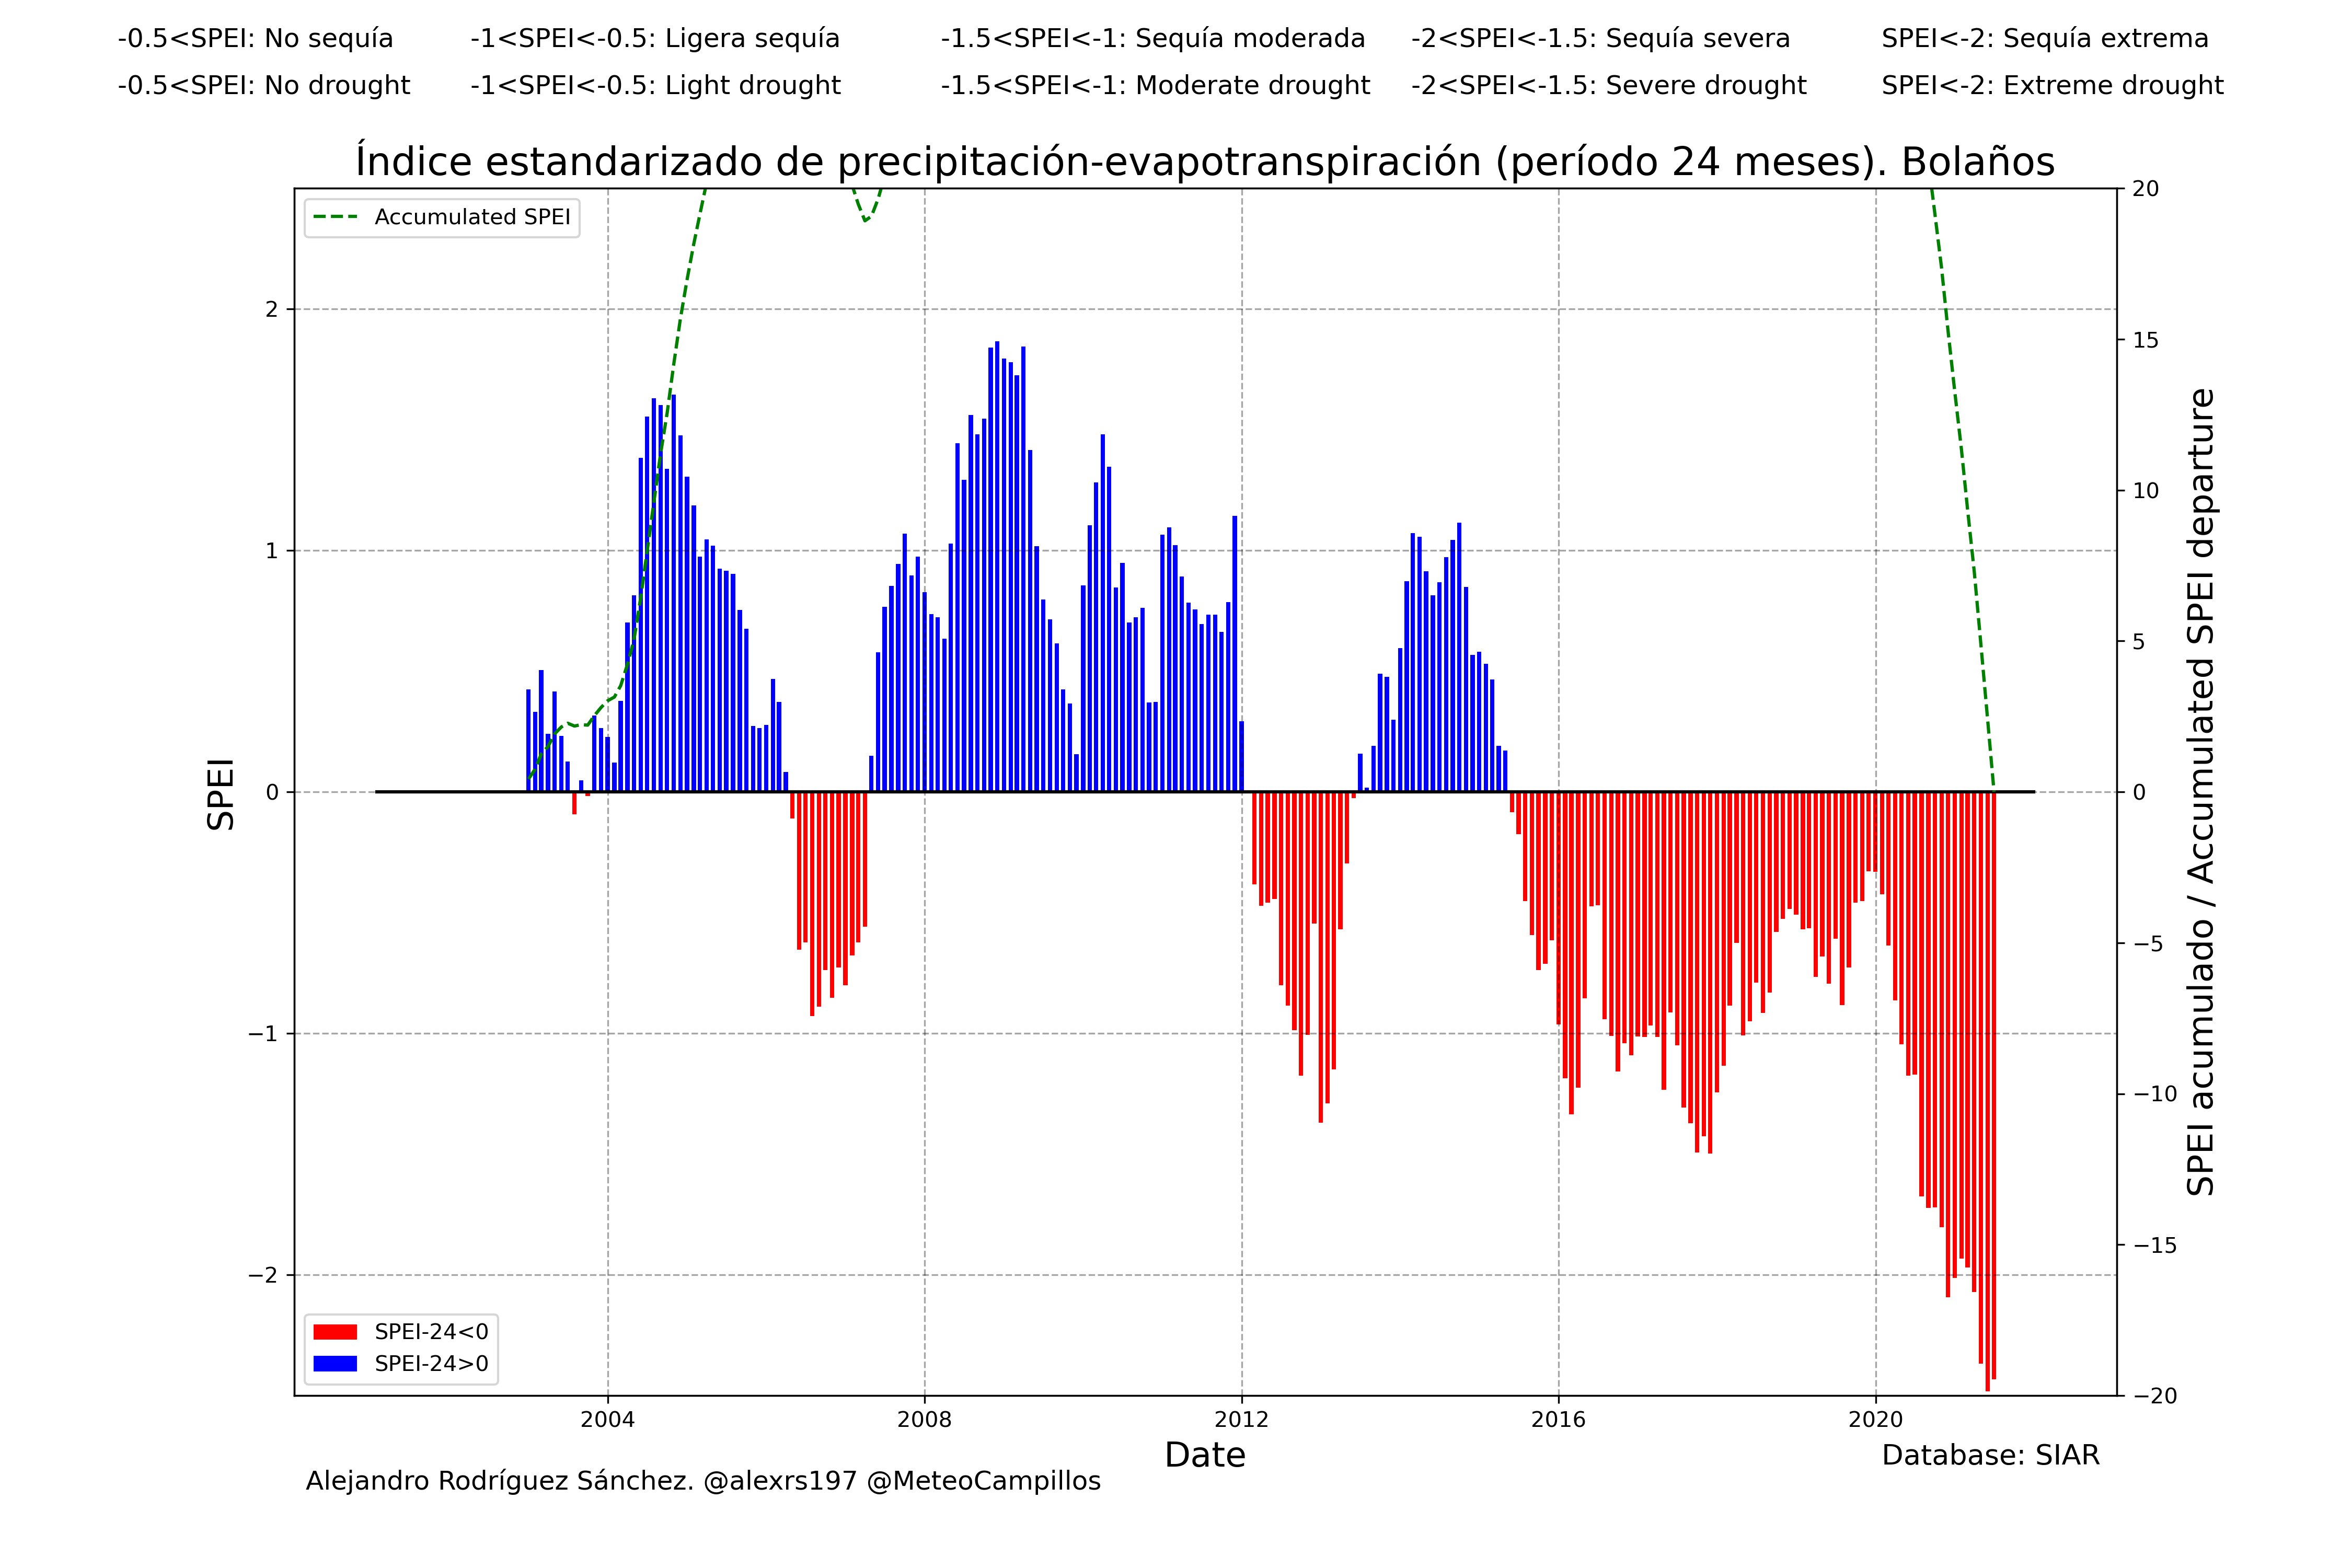 -0.5<SPEI: No sequía
-1<SPEI<-0.5: Ligera sequía
-1.5<SPEI<-1: Sequía moderada
-2<SPEI<-1.5: Sequía severa
SPEI<-2: Sequía extrema
-0.5<SPEI: No drought
-1<SPEI<-0.5: Light drought
-1.5<SPEI<-1: Moderate drought
-2<SPEI<-1.5: Severe drought
SPEI<-2: Extreme drought
Índice estandarizado de precipitación-evapotranspiración (período 24 meses). Bolaños
Accumulated SPEI
2
1
0
−1
−2
SPEI
20
15
10
5
0
−5
−10
−15
−20
SPEI acumulado / Accumulated SPEI departure
SPEI-24<0
SPEI-24>0
2004
2008
2012
2016
2020
Date
Database: SIAR
Alejandro Rodríguez Sánchez. @alexrs197 @MeteoCampillos